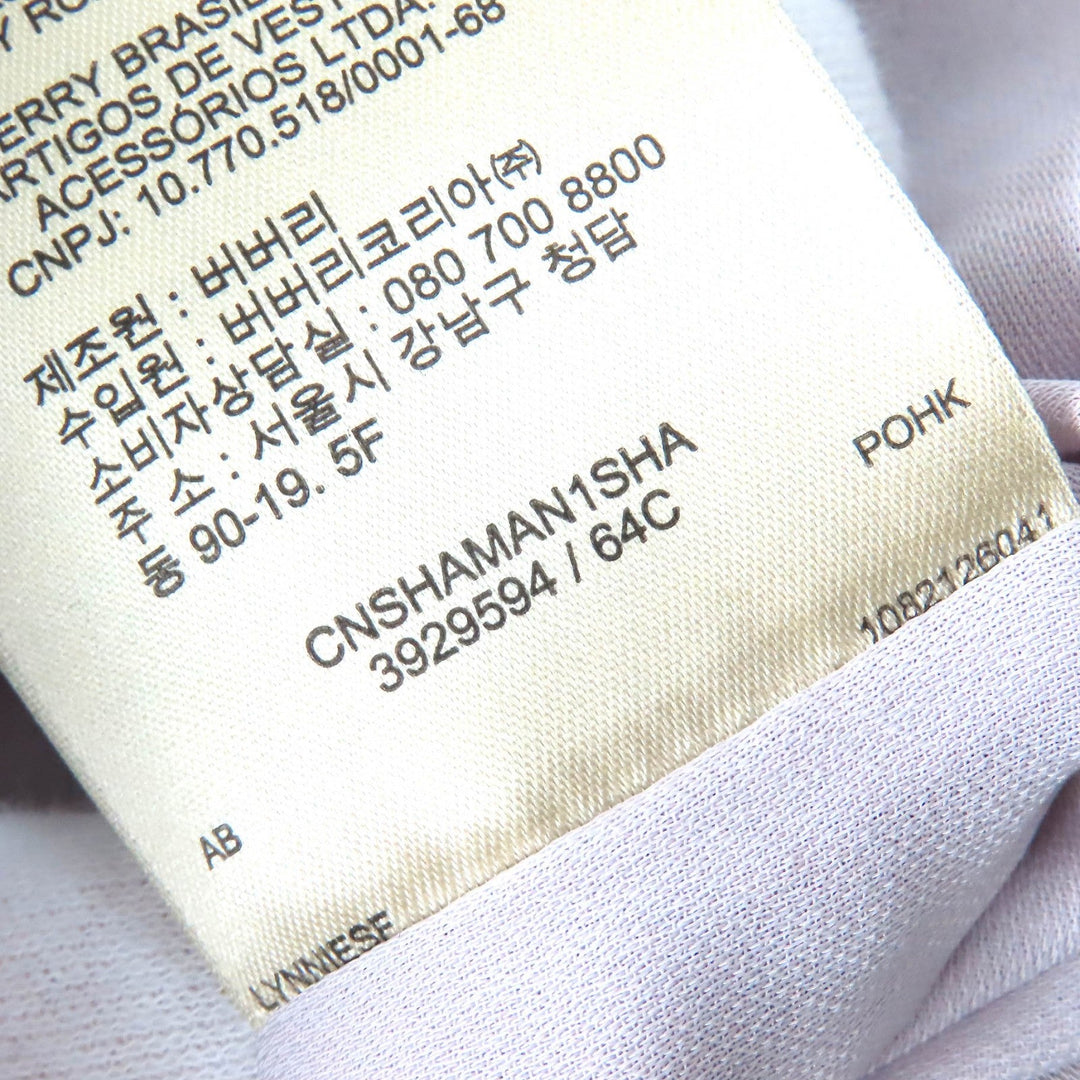 ERRY BRASIL
ARTIGOS DE VEST
ACESSÓRIOS LTDA.
CNPJ: 10.770.518/0001-68
제조원 : 버버리
수입원 : 버버리코리아(주)
소비자상담실 : 080 700 8800
주 소 : 서울시 강남구 청담
동 90-19. 5F
CNSHAMAN1SHA
3929594 / 64C
POHK
1082126041
AB
LYNMESF